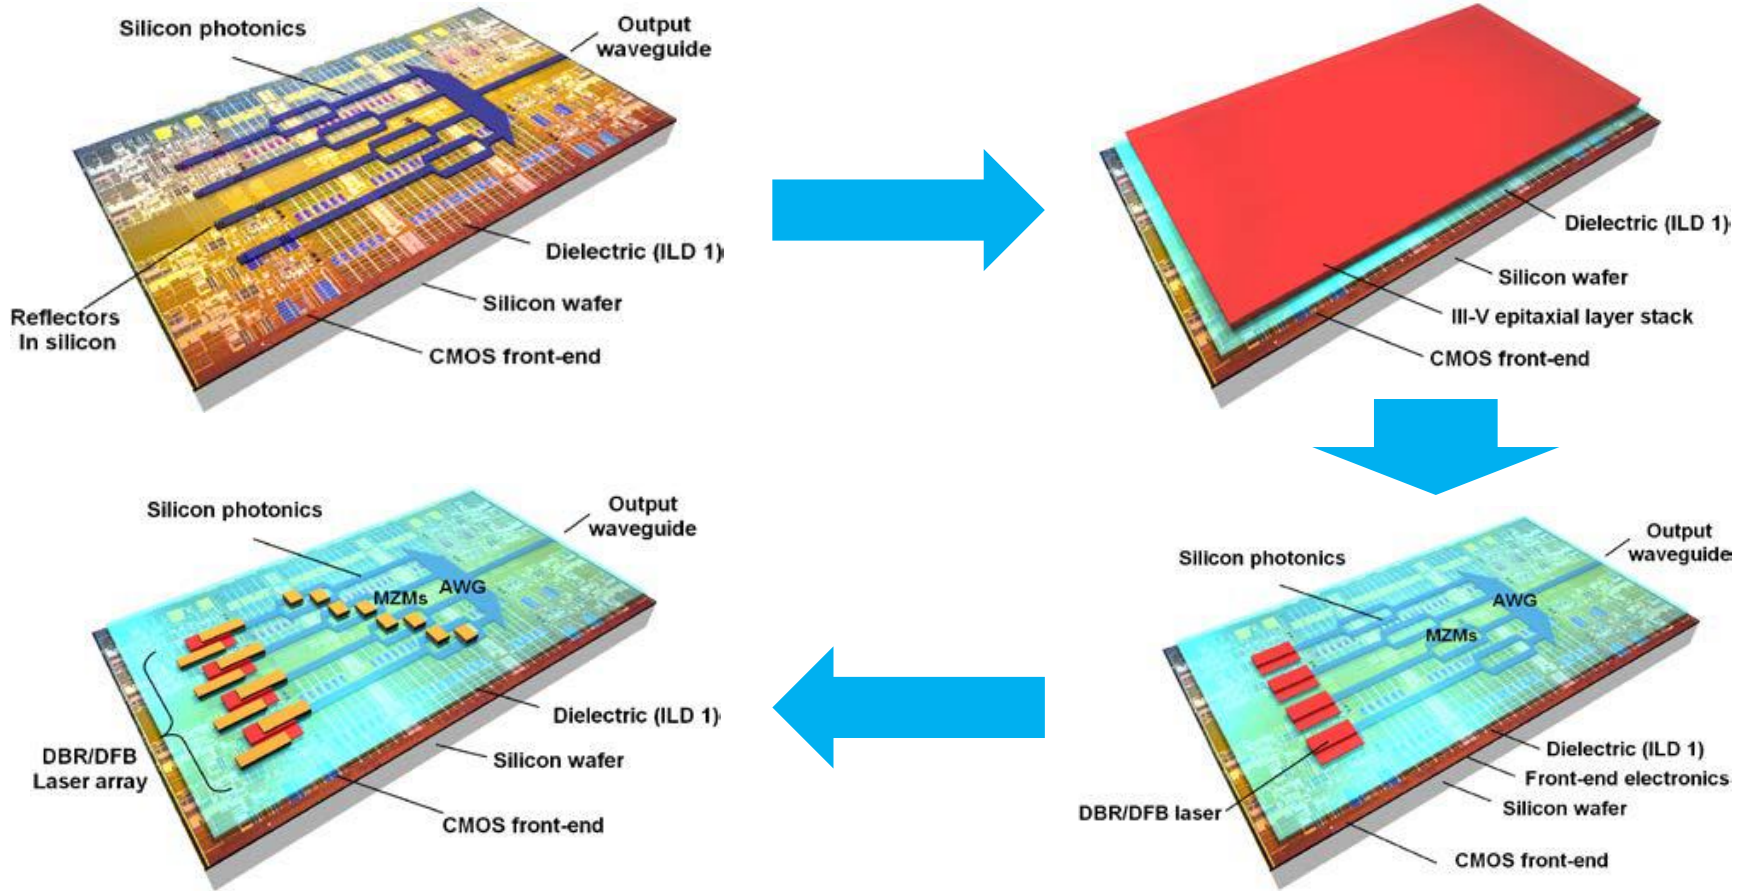 Silicon photonics
Output
waveguide
Dielectric (ILD 1)
Silicon wafer
Reflectors
In silicon
CMOS front-end
Dielectric (ILD 1)
Silicon wafer
III-V epitaxial layer stack
CMOS front-end
Silicon photonics
Output
waveguide
AWG
MZMs
Dielectric (ILD 1)
Silicon wafer
DBR/DFB
Laser array
CMOS front-end
Output
waveguide
Silicon photonics
AWG
MZMs
Dielectric (ILD 1)
Front-end electronics
Silicon wafer
DBR/DFB laser
CMOS front-end